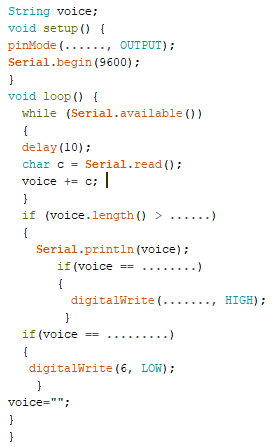 String voice;
void setup() {
pinMode(......, OUTPUT);
Serial.begin(9600);
}
void loop() {
while (Serial.available())
{
delay(10);
char c = Serial.read();
voice += c;
}
if (voice.length() > ......)
{
Serial.println(voice);
if(voice == ........)
{
digitalWrite(......., HIGH);
}
if(voice == .........)
{
digitalWrite(6, LOW);
}
voice="";
}
}